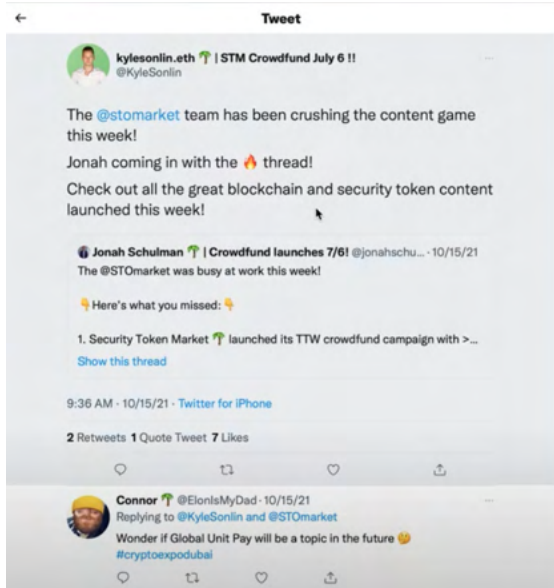 Tweet
kylesonlin.eth 🌴 | STM Crowdfund July 6 !!
@KyleSonlin
The @stomarket team has been crushing the content game
this week!
Jonah coming in with the 🔥 thread!
Check out all the great blockchain and security token content
launched this week!
Jonah Schulman 🌴 | Crowdfund launches 7/6! @jonahschu... · 10/15/21
The @STOmarket was busy at work this week!
👇Here's what you missed:👇
1. Security Token Market 🌴 launched its TTW crowdfund campaign with >...
Show this thread
9:36 AM · 10/15/21 · Twitter for iPhone
2 Retweets 1 Quote Tweet 7 Likes
Connor 🌴 @ElonIsMyDad · 10/15/21
Replying to @KyleSonlin and @STOmarket
Wonder if Global Unit Pay will be a topic in the future 🤔
#cryptoexpodubai